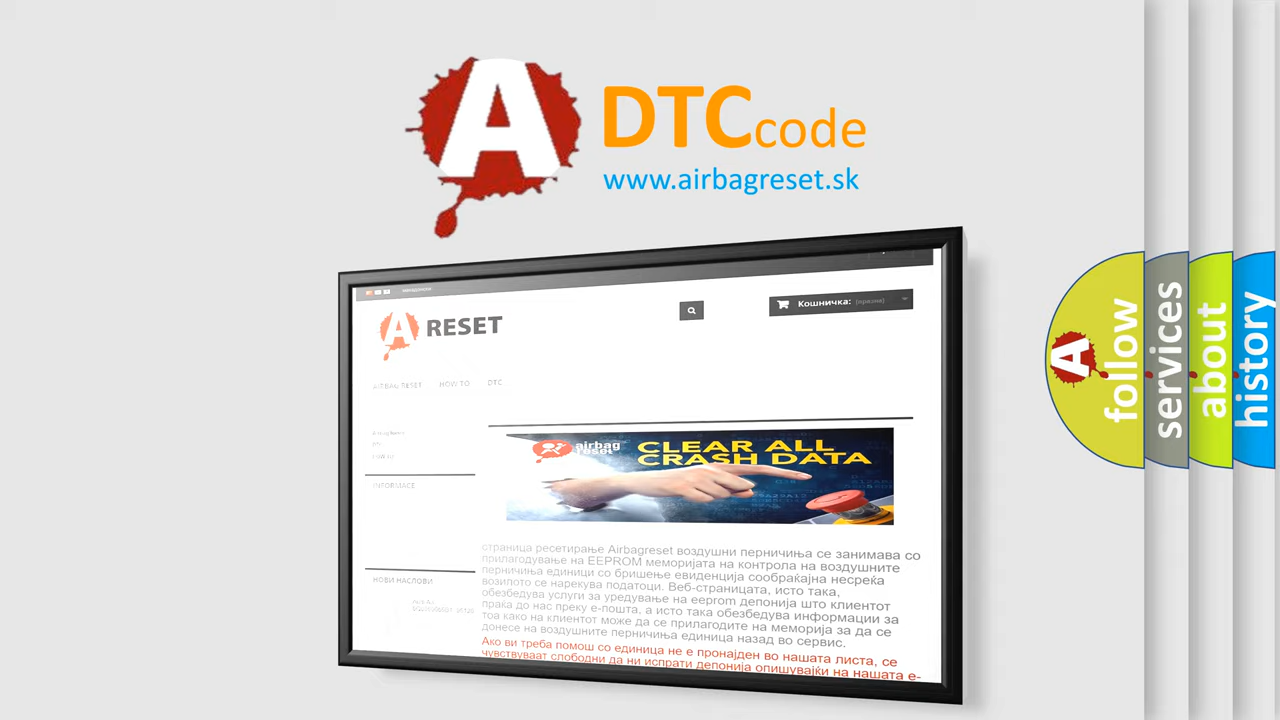 A
DTCcode
www.airbagreset.sk
A RESET
Кошничка: (празни)
AIRBAG RESET HOW TO DTC
airbag
reset
CLEAR ALL
CRASH DATA
INFORMACE
страница ресетирање Airbagreset воздушни перничиња се занимава со
прилагодување на EEPROM меморијата на контрола на воздушните
перничиња единици со бришење евиденција сообраќајна несреќа
возилото се нарекува податоци. Веб-страницата, исто така,
обезбедува услуги за уредување на eeprom депонија што клиентот
праќа до нас преку е-пошта, а исто така обезбедува информации за
тоа како на клиентот може да се прилагодите на меморија за да се
донесе на воздушните перничиња единица назад во сервис.
Ако ви треба помош со единица не е пронајден во нашата листа, се
чувствуваат слободни да ни испрати депонија опишувајќи на нашата е-
НОВИ НАСЛОВИ
A
follow
services
about
history